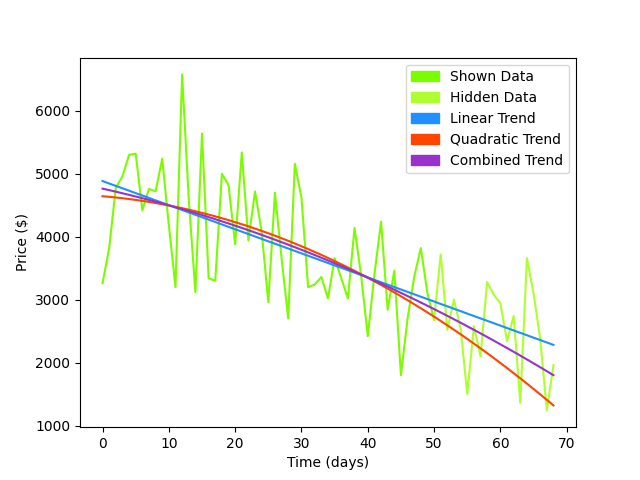 Shown Data
Hidden Data
Linear Trend
Quadratic Trend
Combined Trend
6000
5000
4000
3000
2000
1000
Price ($)
0 10 20 30 40 50 60 70
Time (days)